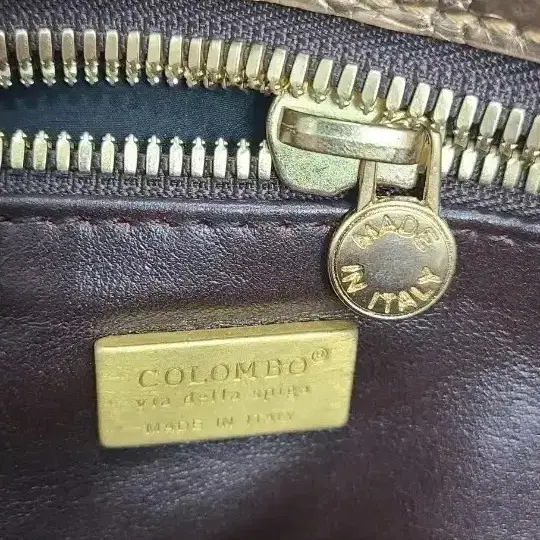 MADE
IN ITALY
COLOMBO®
via della spiga
MADE IN ITALY